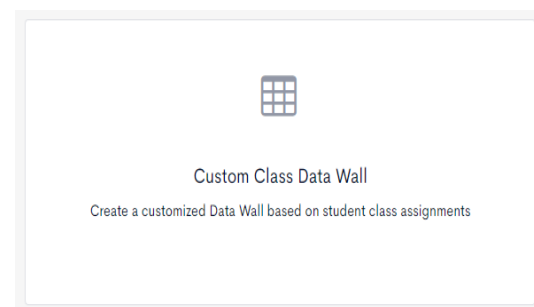 Custom Class Data Wall
Create a customized Data Wall based on student class assignments